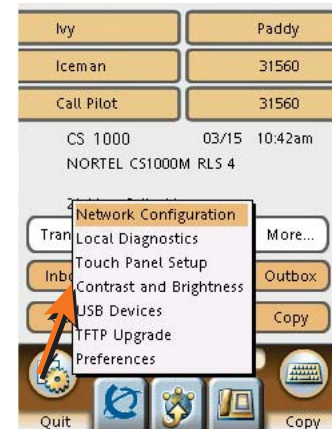 Ivy Paddy
Iceman 31560
Call Pilot 31560
CS 1000 03/15 10:42am
NORTEL CS1000M RLS 4
Network Configuration
Local Diagnostics
Touch Panel Setup
Contrast and Brightness
USB Devices
TFTP Upgrade
Preferences
More...
Outbox
Copy
Quit Copy